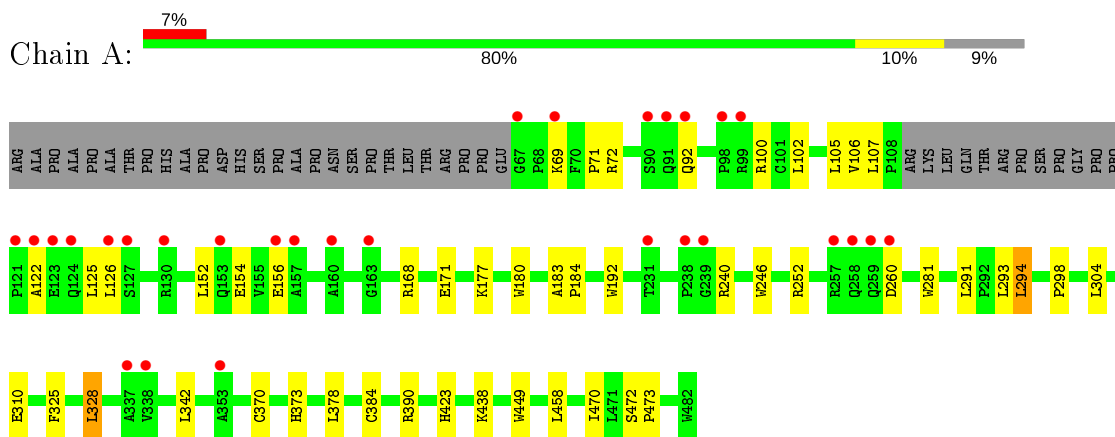 7%
Chain A:
80% 10% 9%
ARG ALA PRO ALA PRO ALA THR PRO HIS ALA PRO ASP HIS SER PRO ALA PRO ASN SER PRO THR LEU THR ARG PRO PRO GLU G67 P68 K69 F70 P71 R72 S90 Q91 Q92 P98 R99 R100 C101 L102 L105 V106 L107 P108 ARG LYS LEU GLN THR ARG PRO SER PRO GLY PRO PRO
P121 A122 E123 Q124 L125 L126 S127 R130 L152 Q153 E154 V155 E156 A157 A160 G163 R168 E171 K177 W180 A183 P184 W192 T231 P238 G239 R240 W246 R252 R257 Q258 Q259 D260 W281 L291 P292 L293 L294 P298 L304
E310 F325 L328 A337 V338 L342 A353 C370 H373 L378 C384 R390 H423 K438 W449 L458 I470 L471 S472 P473 W482